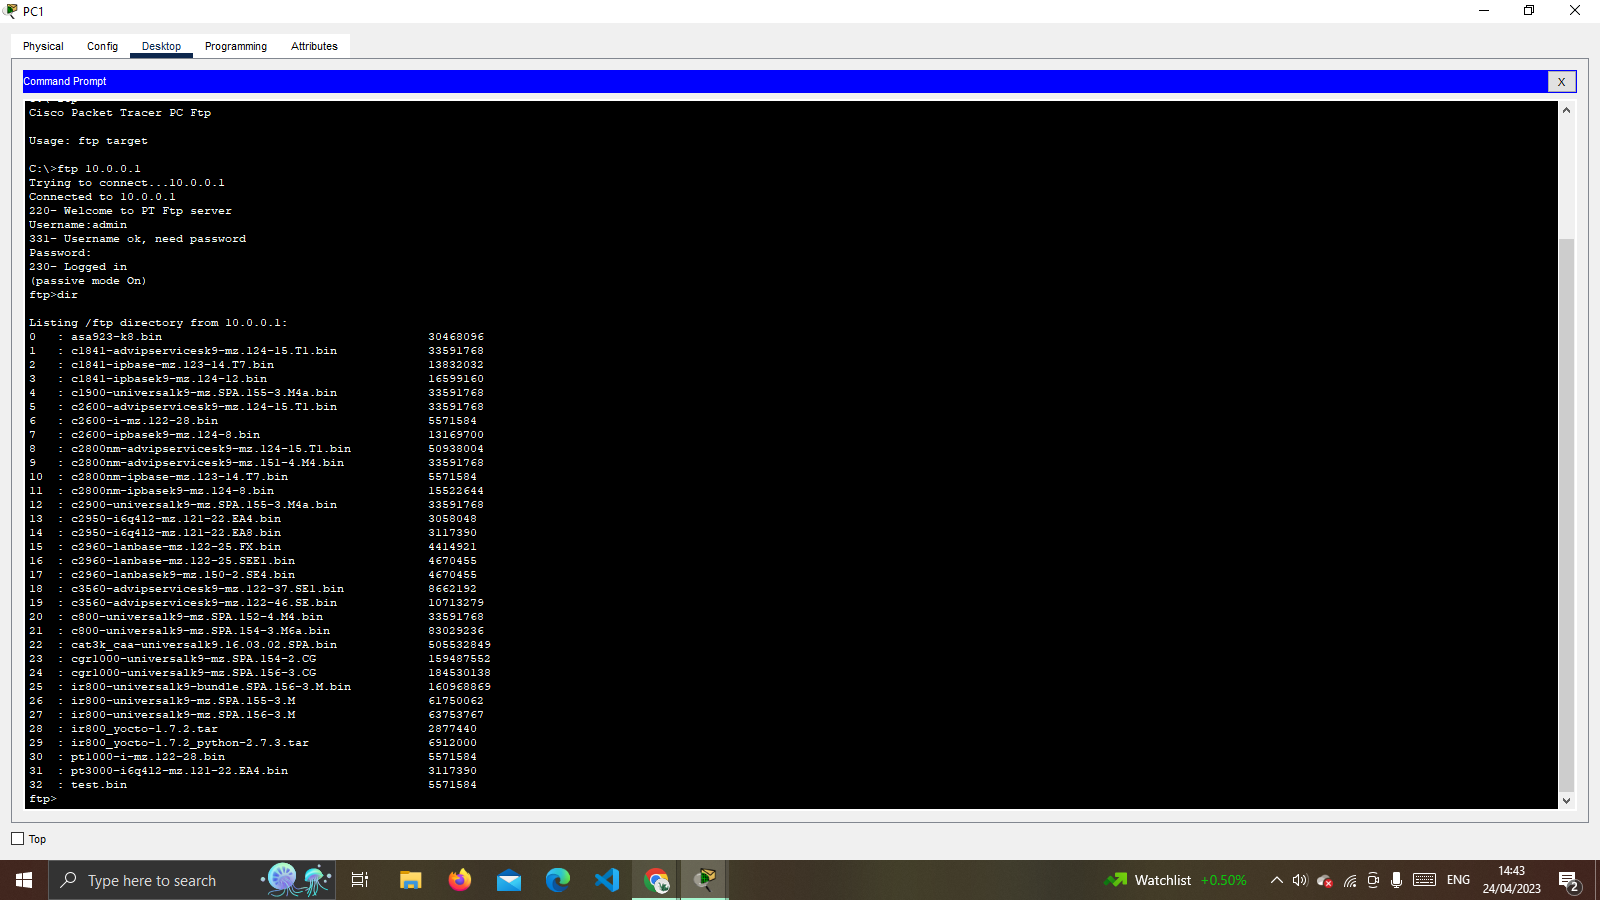 PC1
Physical Config Desktop Programming Attributes
Command Prompt X
Cisco Packet Tracer PC Ftp
Usage: ftp target
C:\>ftp 10.0.0.1
Trying to connect...10.0.0.1
Connected to 10.0.0.1
220- Welcome to PT Ftp server
Username:admin
331- Username ok, need password
Password:
230- Logged in
(passive mode On)
ftp>dir
Listing /ftp directory from 10.0.0.1:
0 : asa923-k8.bin 30468096
1 : c1841-advipservicesk9-mz.124-15.T1.bin 33591768
2 : c1841-ipbase-mz.123-14.T7.bin 13832032
3 : c1841-ipbasek9-mz.124-12.bin 16599160
4 : c1900-universalk9-mz.SPA.155-3.M4a.bin 33591768
5 : c2600-advipservicesk9-mz.124-15.T1.bin 33591768
6 : c2600-i-mz.122-28.bin 5571584
7 : c2600-ipbasek9-mz.124-8.bin 13169700
8 : c2800nm-advipservicesk9-mz.124-15.T1.bin 50938004
9 : c2800nm-advipservicesk9-mz.151-4.M4.bin 33591768
10 : c2800nm-ipbase-mz.123-14.T7.bin 5571584
11 : c2800nm-ipbasek9-mz.124-8.bin 15522644
12 : c2900-universalk9-mz.SPA.155-3.M4a.bin 33591768
13 : c2950-i6q4l2-mz.121-22.EA4.bin 3058048
14 : c2950-i6q4l2-mz.121-22.EA8.bin 3117390
15 : c2960-lanbase-mz.122-25.FX.bin 4414921
16 : c2960-lanbase-mz.122-25.SEE1.bin 4670455
17 : c2960-lanbasek9-mz.150-2.SE4.bin 4670455
18 : c3560-advipservicesk9-mz.122-37.SE1.bin 8662192
19 : c3560-advipservicesk9-mz.122-46.SE.bin 10713279
20 : c800-universalk9-mz.SPA.152-4.M4.bin 33591768
21 : c800-universalk9-mz.SPA.154-3.M6a.bin 83029236
22 : cat3k_caa-universalk9.16.03.02.SPA.bin 505532849
23 : cgr1000-universalk9-mz.SPA.154-2.CG 159487552
24 : cgr1000-universalk9-mz.SPA.156-3.CG 184530138
25 : ir800-universalk9-bundle.SPA.156-3.M.bin 160968869
26 : ir800-universalk9-mz.SPA.155-3.M 61750062
27 : ir800-universalk9-mz.SPA.156-3.M 63753767
28 : ir800_yocto-1.7.2.tar 2877440
29 : ir800_yocto-1.7.2_python-2.7.3.tar 6912000
30 : pt1000-i-mz.122-28.bin 5571584
31 : pt3000-i6q4l2-mz.121-22.EA4.bin 3117390
32 : test.bin 5571584
ftp>
Top
Type here to search Watchlist +0.50% ENG 14:43
24/04/2023 2